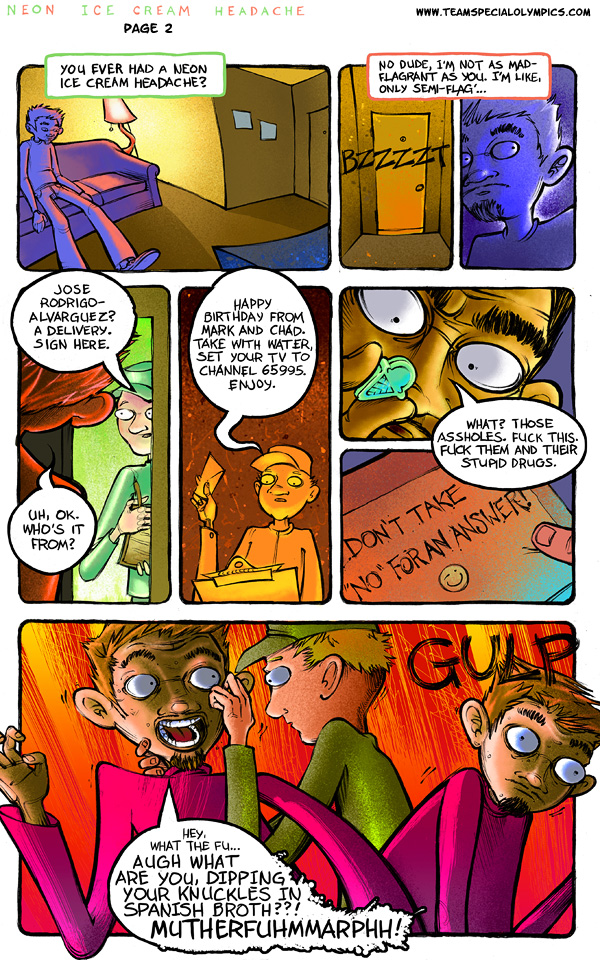 NEON ICE CREAM HEADACHE
WWW.TEAMSPECIALOLYMPICS.COM
PAGE 2
YOU EVER HAD A NEON
ICE CREAM HEADACHE?
NO DUDE, I'M NOT AS MAD-
FLAGRANT AS YOU. I'M LIKE,
ONLY SEMI-FLAG'...
BZZZZZT
JOSE
RODRIGO-
ALVARGUEZ?
A DELIVERY.
SIGN HERE.
UH, OK.
WHO'S IT
FROM?
HAPPY
BIRTHDAY FROM
MARK AND CHAD.
TAKE WITH WATER,
SET YOUR TV TO
CHANNEL 65995.
ENJOY.
WHAT? THOSE
ASSHOLES. FUCK THIS.
FUCK THEM AND THEIR
STUPID DRUGS.
DON'T TAKE
"NO" FOR AN ANSWER!
GULP
HEY,
WHAT THE FU...
AUGH WHAT
ARE YOU, DIPPING
YOUR KNUCKLES IN
SPANISH BROTH??!
MUTHERFUHMMARPHH!